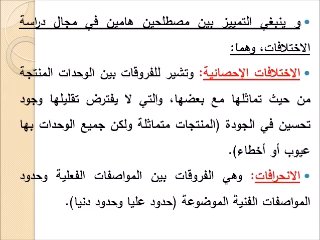 • و ينبغي التمييز بين مصطلحين هامين في مجال دراسة
الاختلافات، وهما:
• الاختلافات الإحصائية: وتشير للفروقات بين الوحدات المنتجة
من حيث تماثلها مع بعضها، والتي لا يفترض تقليلها وجود
تحسين في الجودة (المنتجات متماثلة ولكن جميع الوحدات بها
عيوب أو أخطاء).
• الانحرافات: وهي الفروقات بين المواصفات الفعلية وحدود
المواصفات الفنية الموضوعة (حدود عليا وحدود دنيا).